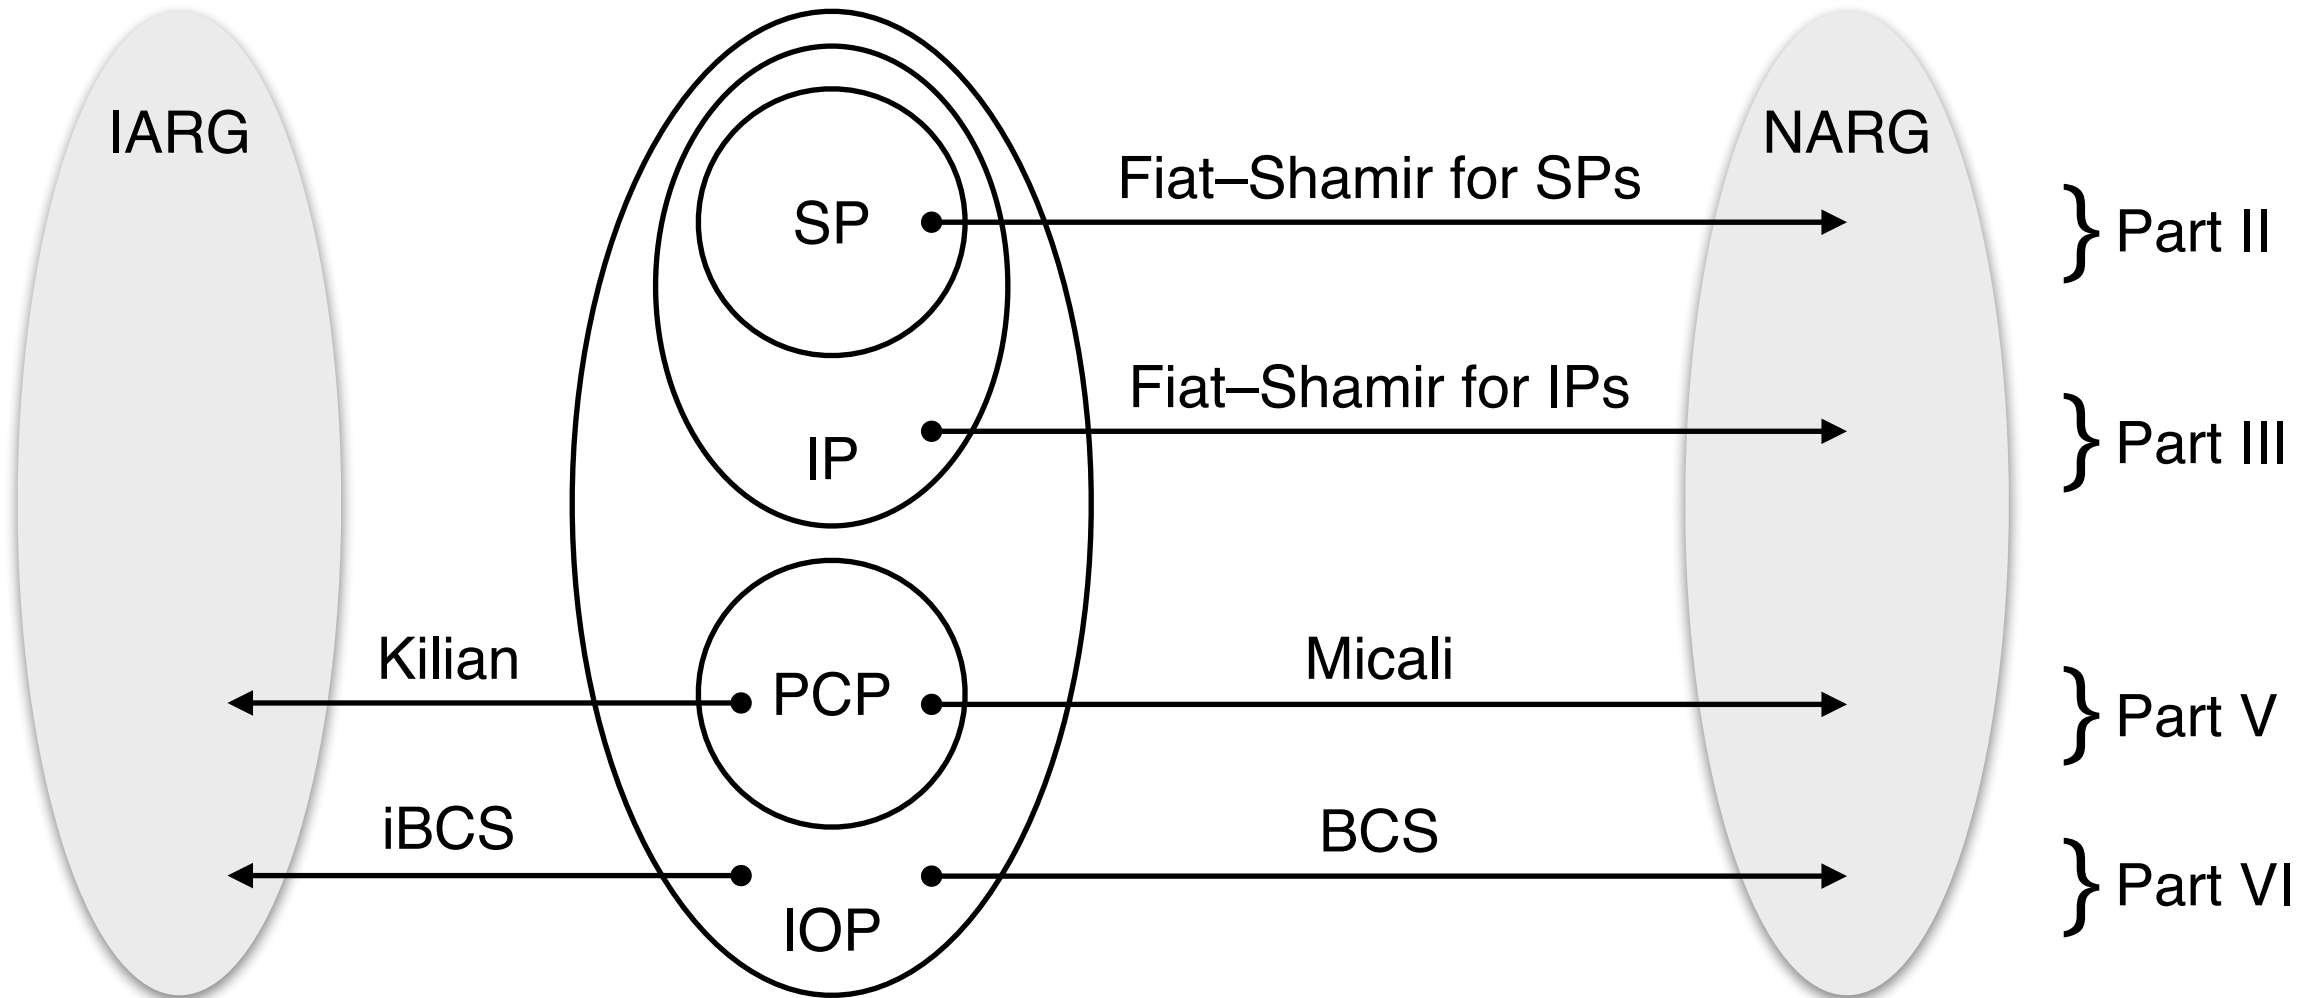 IARG
NARG
Fiat–Shamir for SPs
SP
Part II
Fiat–Shamir for IPs
IP
Part III
Kilian
PCP
Micali
Part V
iBCS
BCS
Part VI
IOP